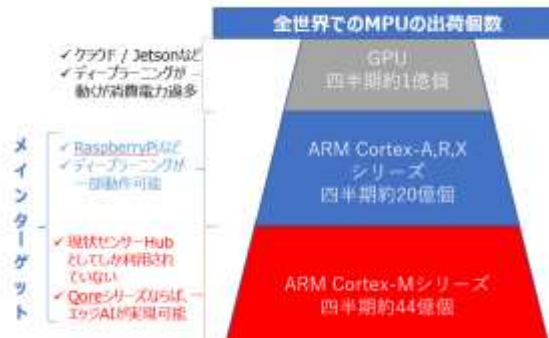 全世界でのMPUの出荷個数
✓ クラウド / Jetsonなど
✓ ディープラーニングが
動くが消費電力過多
GPU
四半期約1億個
メインターゲット
✓ RaspberryPiなど
✓ ディープラーニングが
一部動作可能
ARM Cortex-A,R,X
シリーズ
四半期約20億個
✓ 現状センサーHub
としてしか利用され
ていない
✓ Qoreシリーズならば、
エッジAIが実現可能
ARM Cortex-Mシリーズ
四半期約44億個